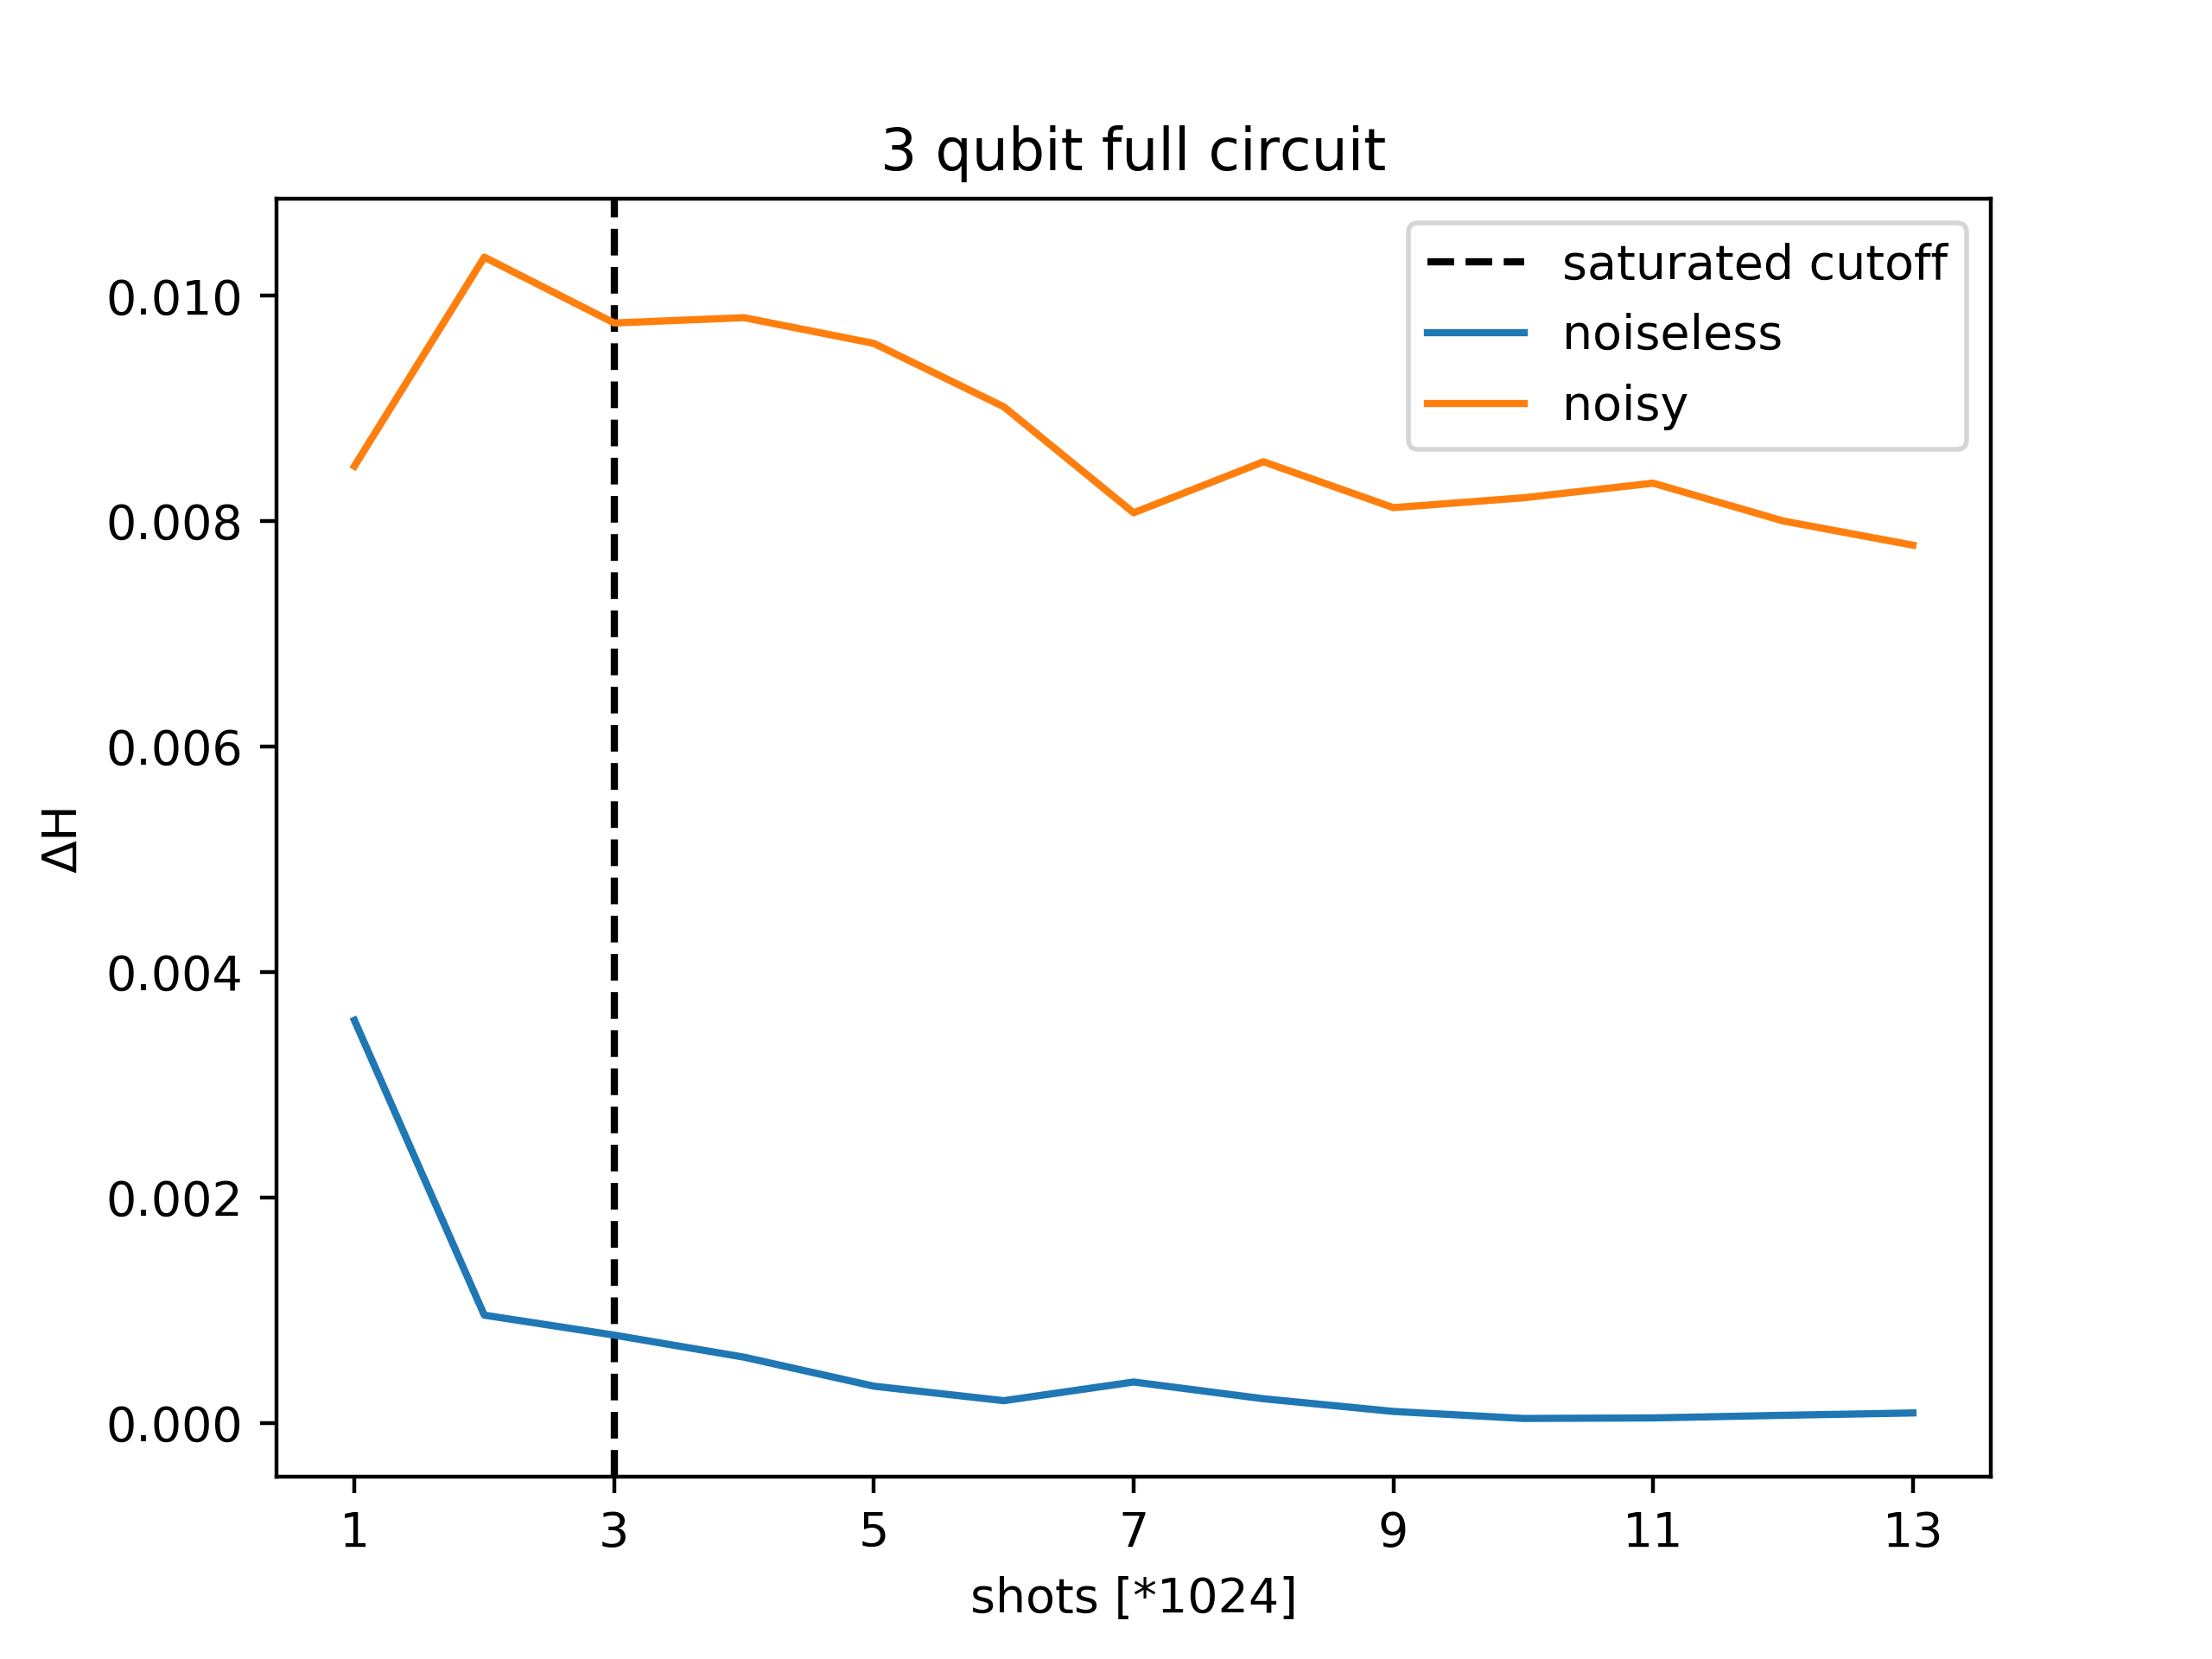 3 qubit full circuit
saturated cutoff
noiseless
noisy
0.010
0.008
0.006
0.004
0.002
0.000
ΔH
1 3 5 7 9 11 13
shots [*1024]